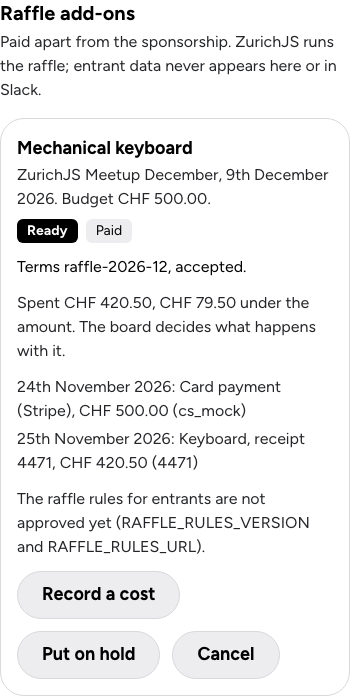 Raffle add-ons
Paid apart from the sponsorship. ZurichJS runs
the raffle; entrant data never appears here or in
Slack.
Mechanical keyboard
ZurichJS Meetup December, 9th December
2026. Budget CHF 500.00.
Ready Paid
Terms raffle-2026-12, accepted.
Spent CHF 420.50, CHF 79.50 under the
amount. The board decides what happens
with it.
24th November 2026: Card payment
(Stripe), CHF 500.00 (cs_mock)
25th November 2026: Keyboard, receipt
4471, CHF 420.50 (4471)
The raffle rules for entrants are not
approved yet (RAFFLE_RULES_VERSION
and RAFFLE_RULES_URL).
Record a cost
Put on hold Cancel